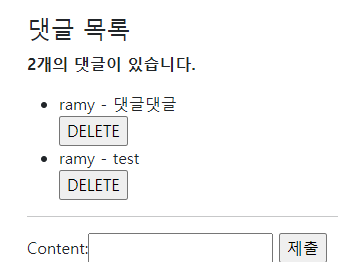 댓글 목록
2개의 댓글이 있습니다.
ramy - 댓글댓글
DELETE
ramy - test
DELETE
Content: 제출